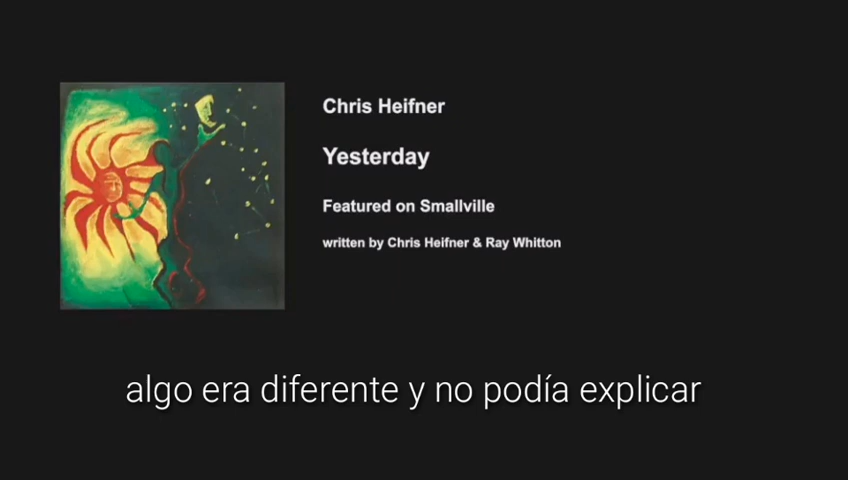 Chris Heifner
Yesterday
Featured on Smallville
written by Chris Heifner & Ray Whitton
algo era diferente y no podía explicar